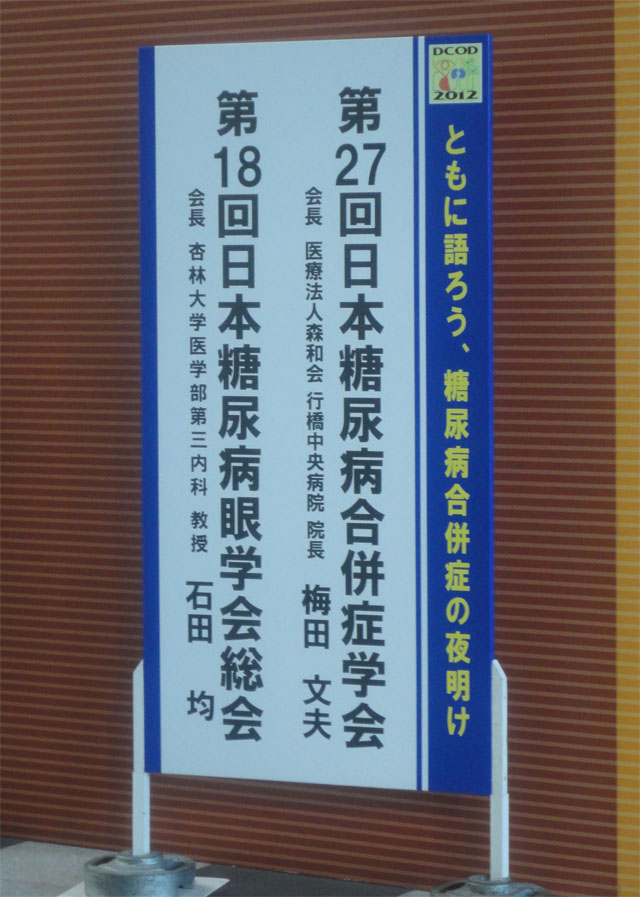 DCOD
2012
ともに語ろう、糖尿病合併症の夜明け
第27回日本糖尿病合併症学会
会長 医療法人森和会 行橋中央病院 院長 梅田 文夫
第18回日本糖尿病眼学会総会
会長 杏林大学医学部第三内科 教授 石田 均